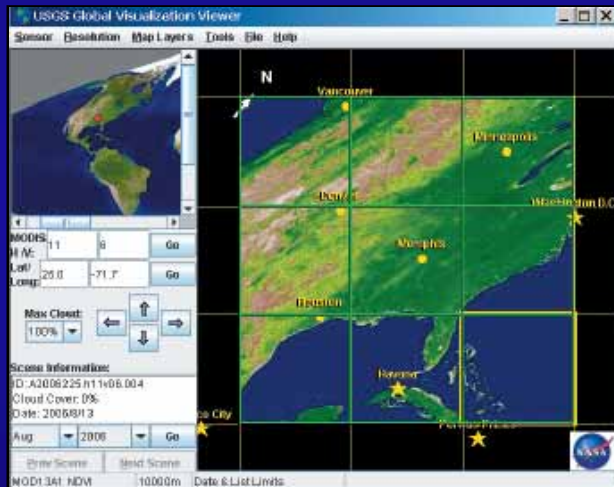 USGS Global Visualization Viewer
Sensor Resolution Map Layers Tools File Help
N
Vancouver
Minneapolis
Denver
Washington D.C
Memphis
Houston
Havana
MODIS H/V: 11 6 Go
Lat/Long: 26.0 -71.7 Go
Max Cloud:
100%
Scene Information:
ID: A2006225.h11v06.004
Cloud Cover: 0%
Date: 2006/8/13
Aug 2006 Go
Prev Scene Next Scene
co City
NASA
MOD13A1 NDVI 1000m Date & List Limits